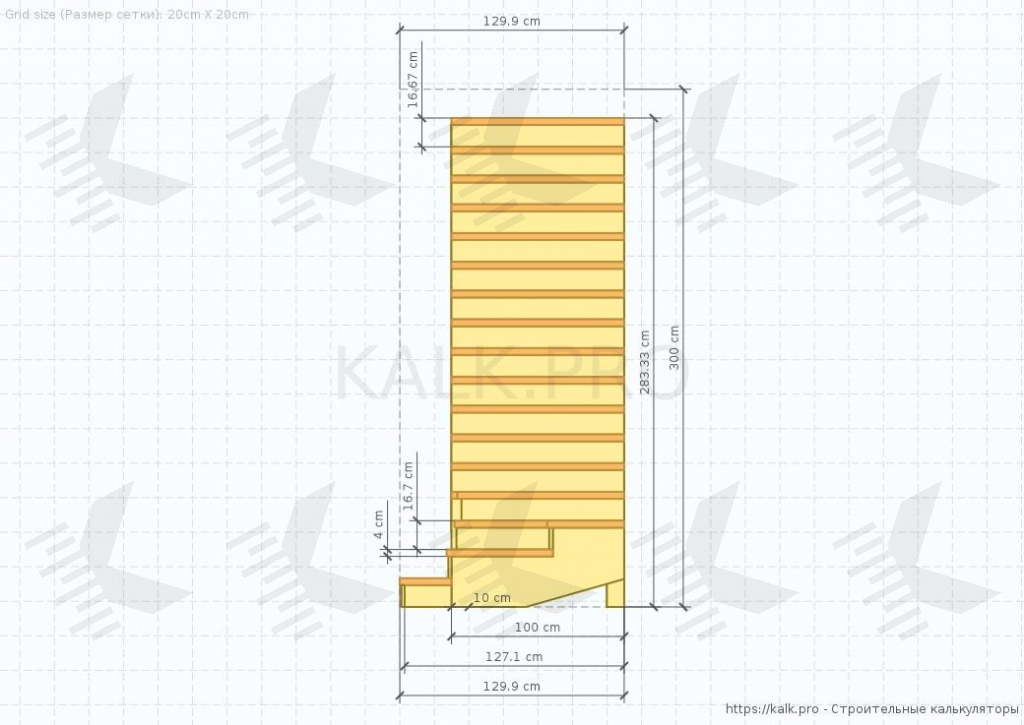 Grid size (Размер сетки): 20cm X 20cm
129.9 cm
16.67 cm
283.33 cm
300 cm
KALK.PRO
16.7 cm
4 cm
10 cm
100 cm
127.1 cm
129.9 cm
https://kalk.pro - Строительные калькуляторы